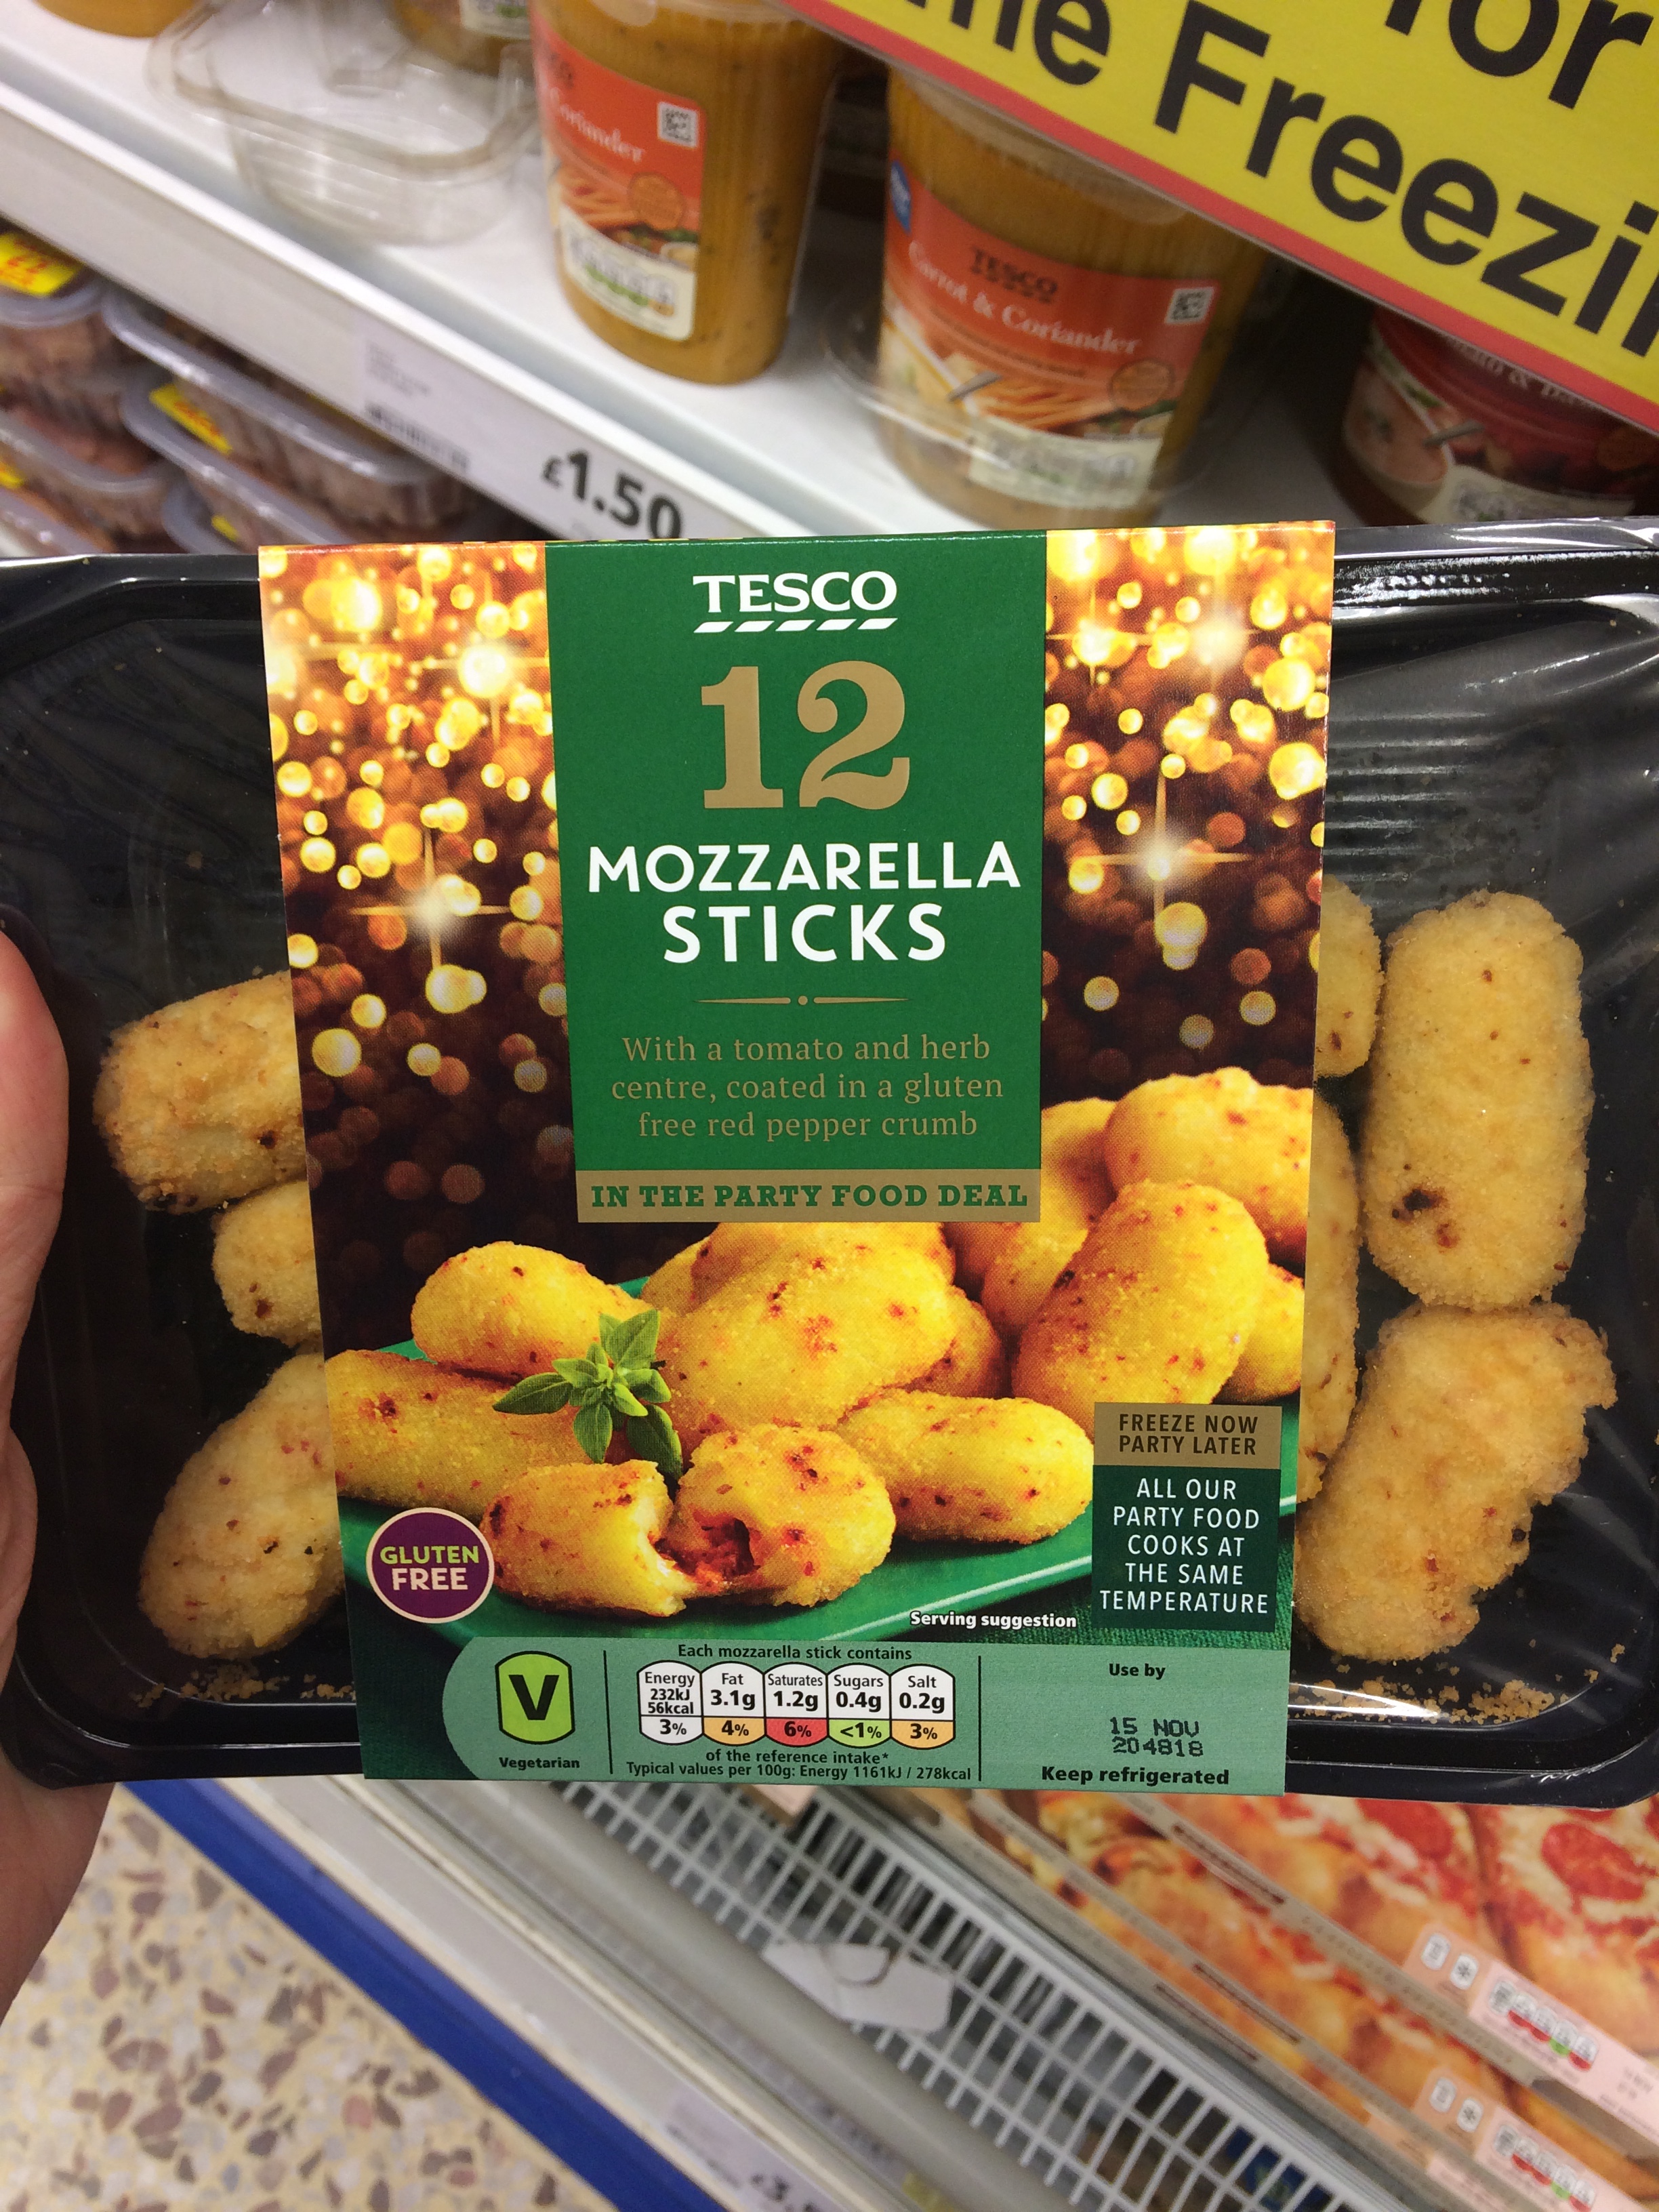 for
me Freezi
Coriander
TESCO
Carrot & Coriander
£1.50
TESCO
12
MOZZARELLA
STICKS
With a tomato and herb
centre, coated in a gluten
free red pepper crumb
IN THE PARTY FOOD DEAL
FREEZE NOW
PARTY LATER
ALL OUR
PARTY FOOD
COOKS AT
THE SAME
TEMPERATURE
GLUTEN
FREE
Serving suggestion
V
Vegetarian
Each mozzarella stick contains
Energy 232kJ 56kcal 3%
Fat 3.1g 4%
Saturates 1.2g 6%
Sugars 0.4g <1%
Salt 0.2g 3%
of the reference intake*
Typical values per 100g: Energy 1161kJ / 278kcal
Use by
15 NOV
204818
Keep refrigerated